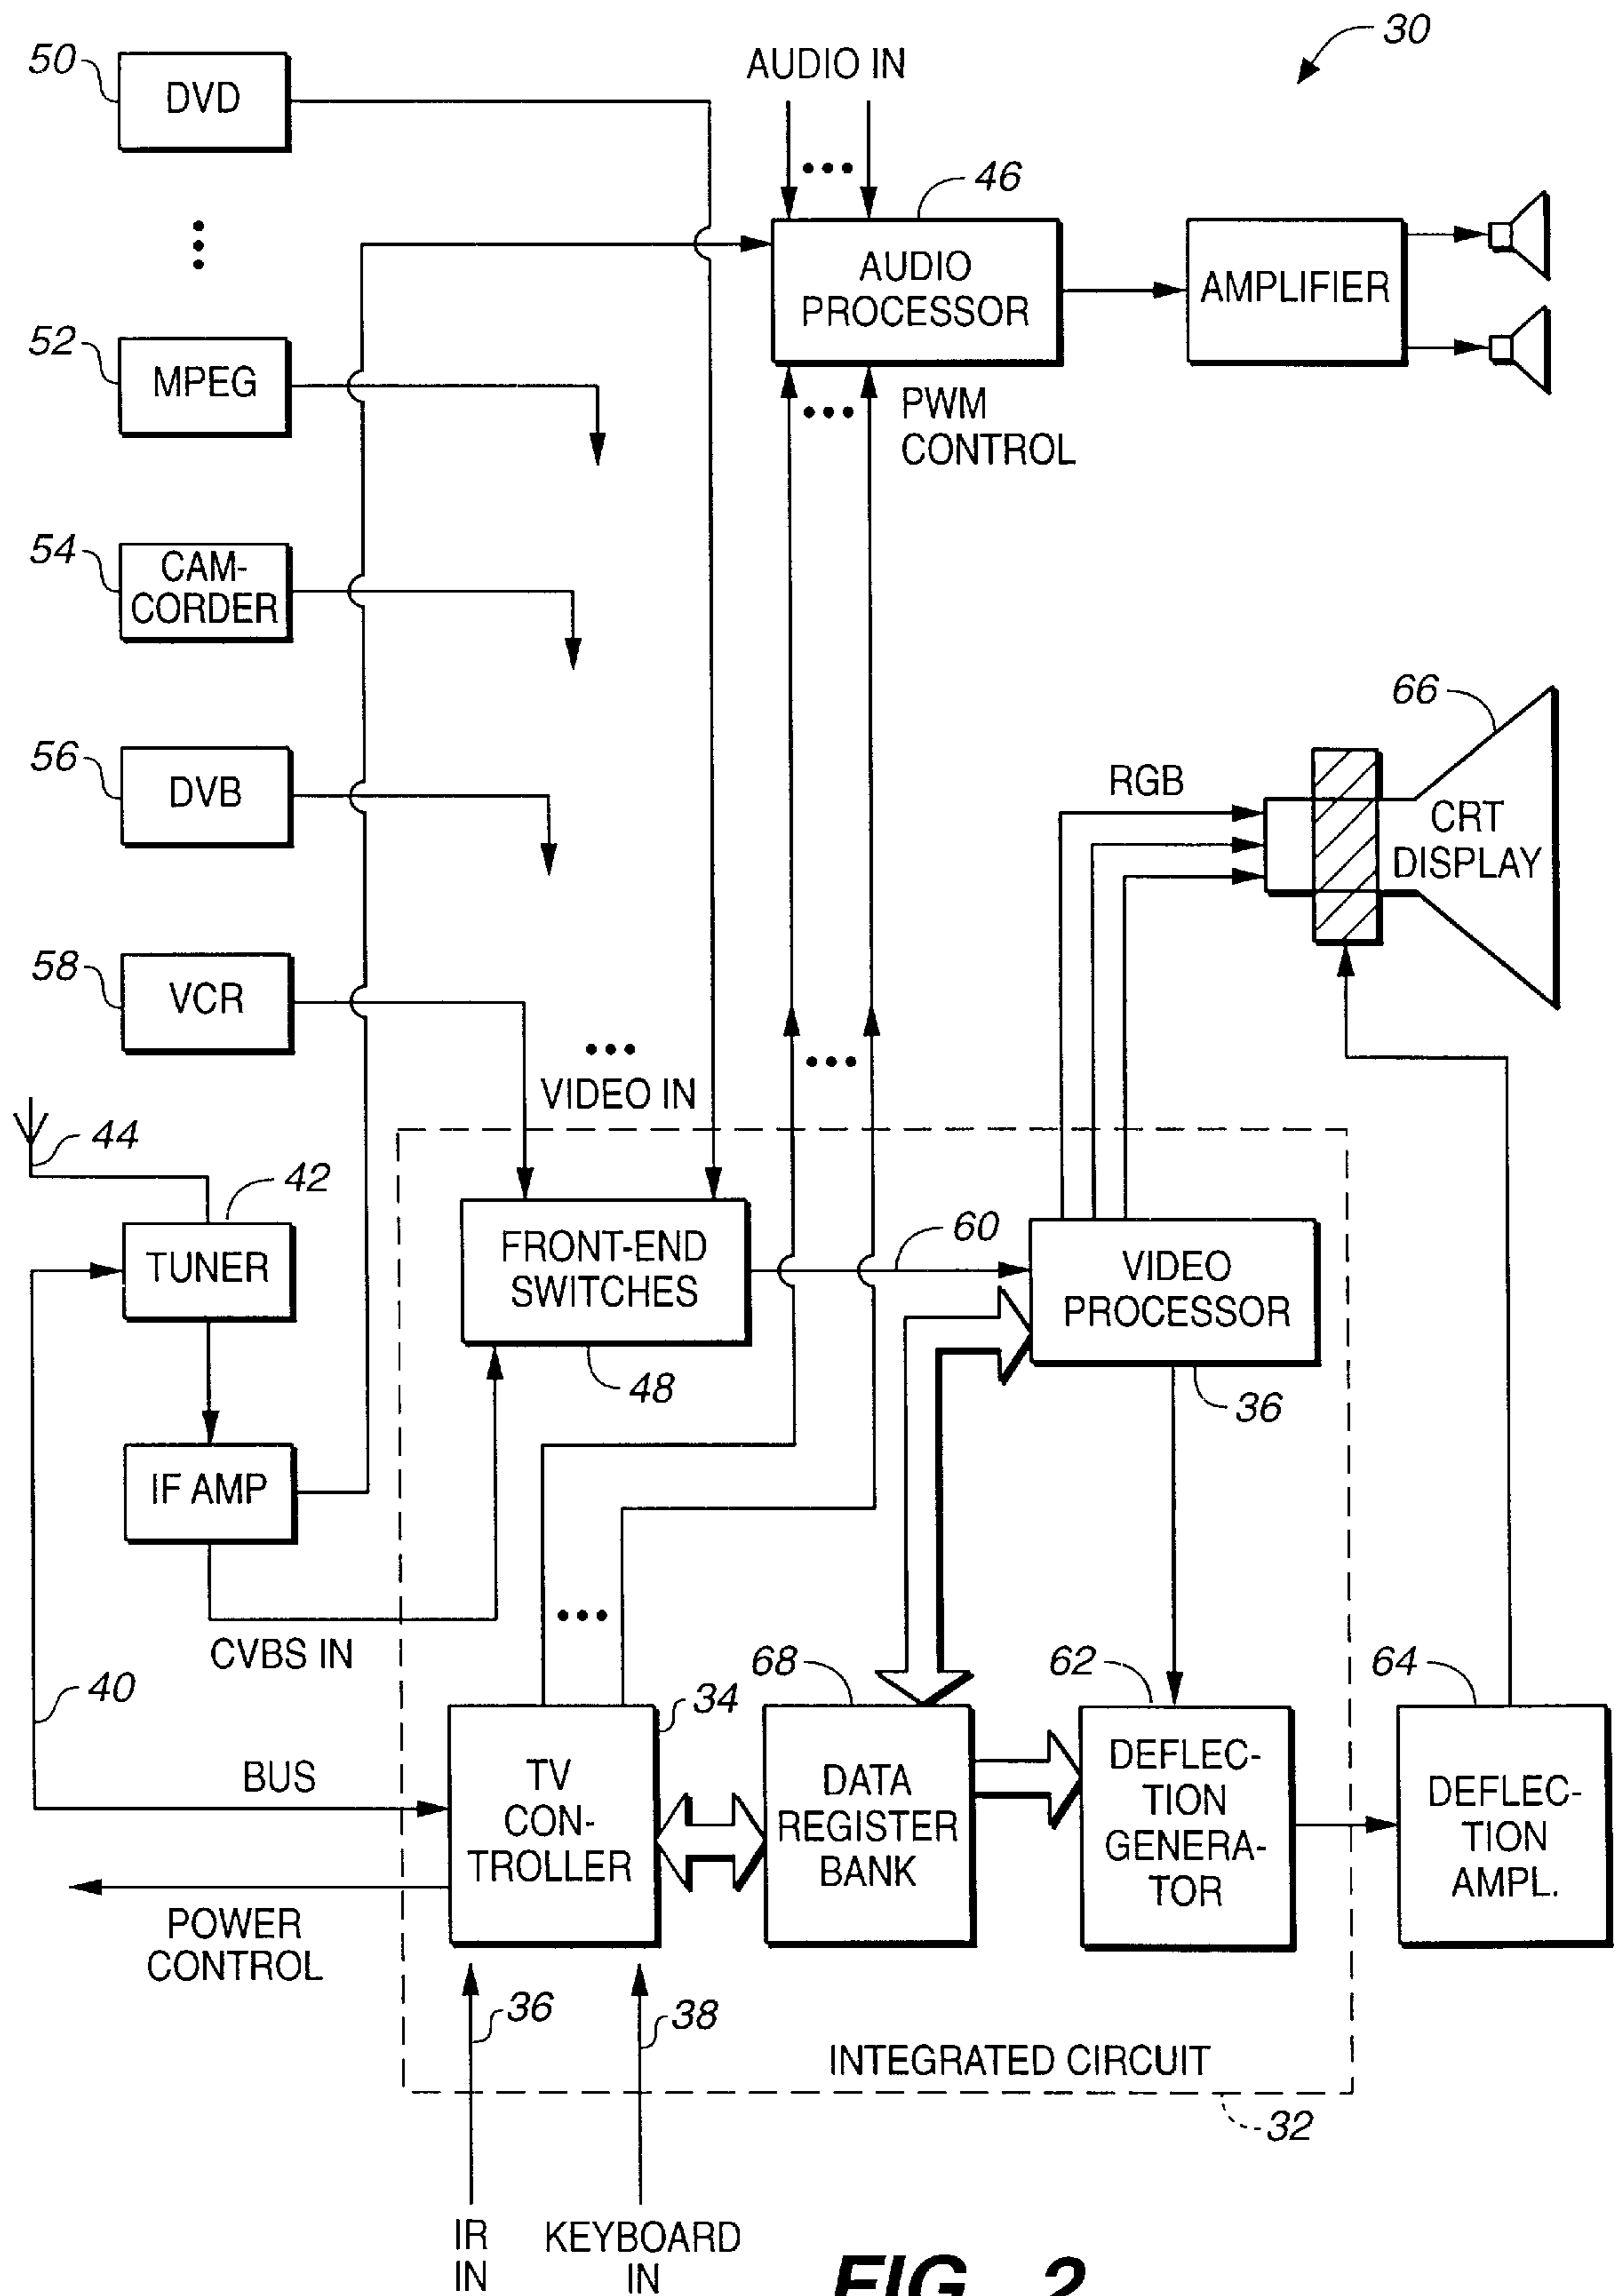 30
50
DVD
AUDIO IN
46
AUDIO
PROCESSOR
AMPLIFIER
52
MPEG
PWM
CONTROL
54
CAM-
CORDER
66
56
DVB
RGB
CRT
DISPLAY
58
VCR
VIDEO IN
44
42
TUNER
FRONT-END
SWITCHES
48
60
VIDEO
PROCESSOR
36
IF AMP
CVBS IN
40
BUS
34
TV
CON-
TROLLER
68
DATA
REGISTER
BANK
62
DEFLEC-
TION
GENERA-
TOR
64
DEFLEC-
TION
AMPL.
POWER
CONTROL
36
38
INTEGRATED CIRCUIT
32
IR
IN
KEYBOARD
IN
FIG._2